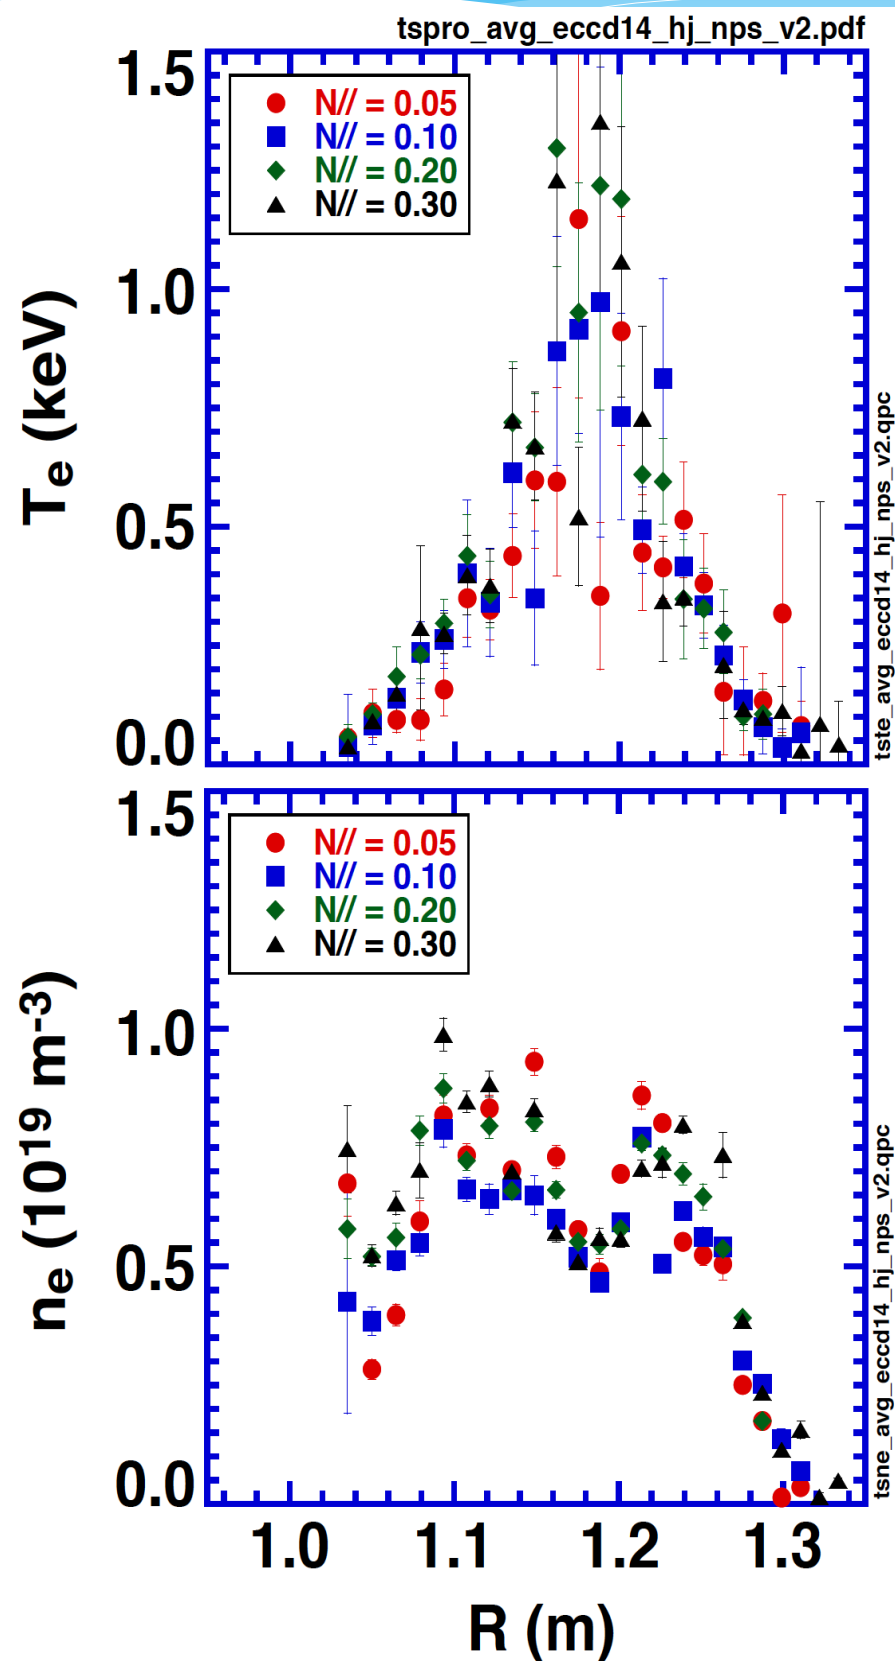 tspro_avg_eccd14_hj_nps_v2.pdf
1.5
N// = 0.05
N// = 0.10
N// = 0.20
N// = 0.30
1.0
Te (keV)
0.5
0.0
tste_avg_eccd14_hj_nps_v2.qpc
1.5
N// = 0.05
N// = 0.10
N// = 0.20
N// = 0.30
1.0
ne (10¹⁹ m⁻³)
0.5
0.0
tsne_avg_eccd14_hj_nps_v2.qpc
1.0 1.1 1.2 1.3
R (m)